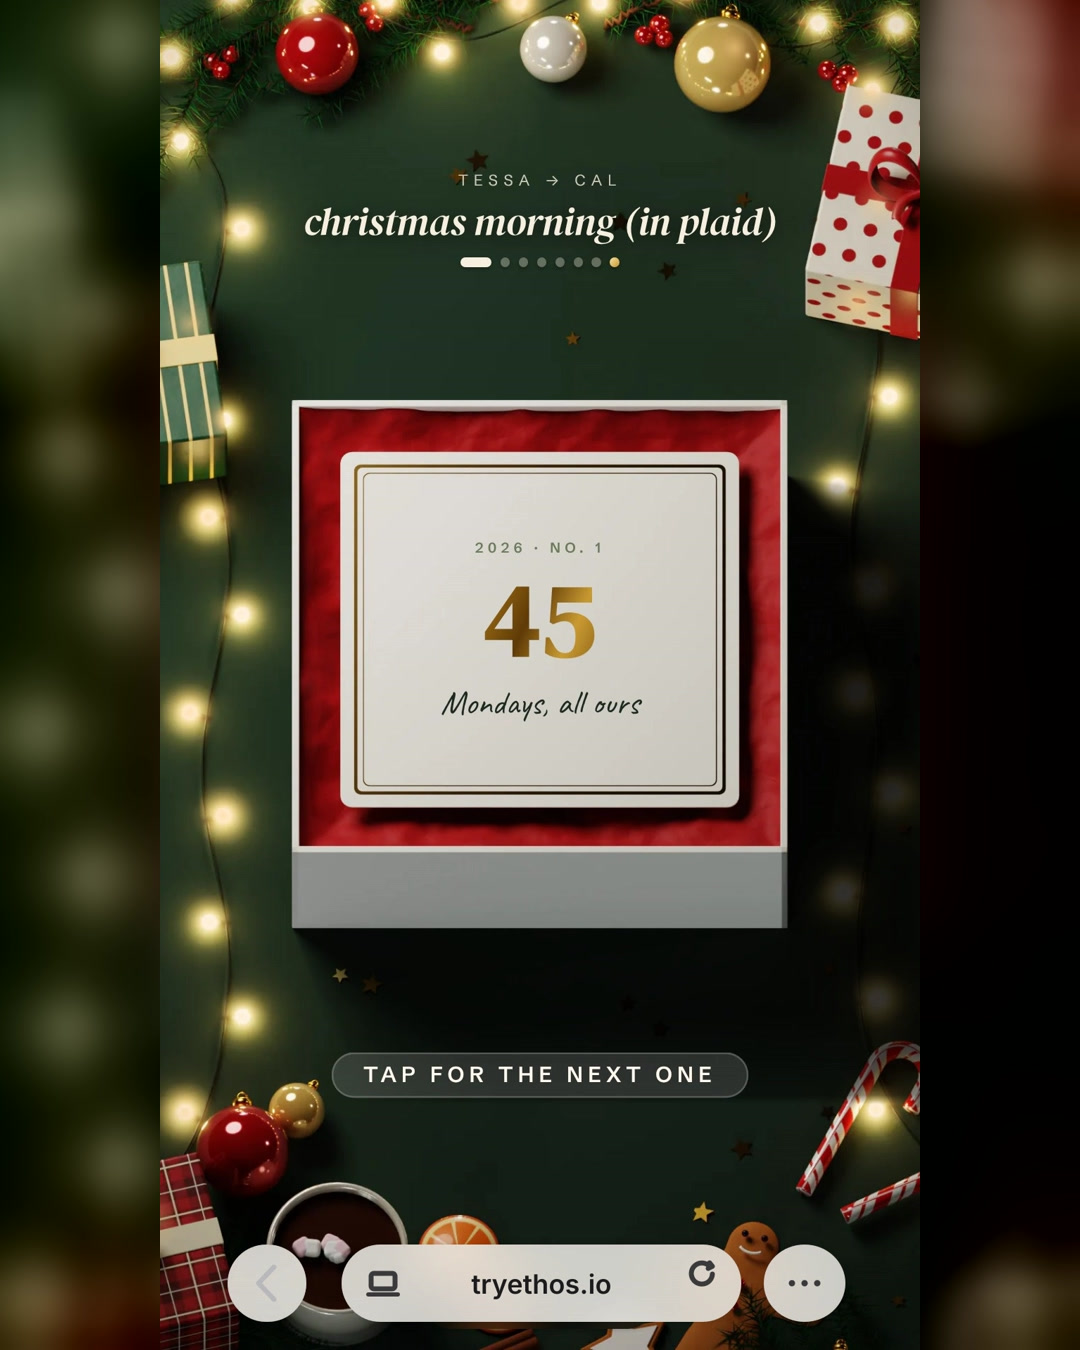 TESSA → CAL
christmas morning (in plaid)
2026 · NO. 1
45
Mondays, all ours
TAP FOR THE NEXT ONE
tryethos.io